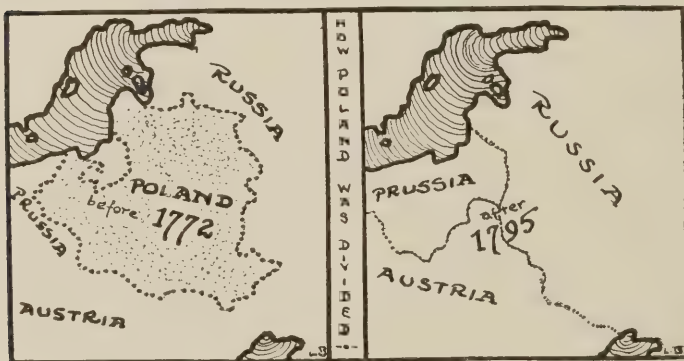 RUSSIA
POLAND
before 1772
PRUSSIA
AUSTRIA
L.B
HOW POLAND WAS DIVIDED--
RUSSIA
PRUSSIA
after
1795
AUSTRIA
L.B